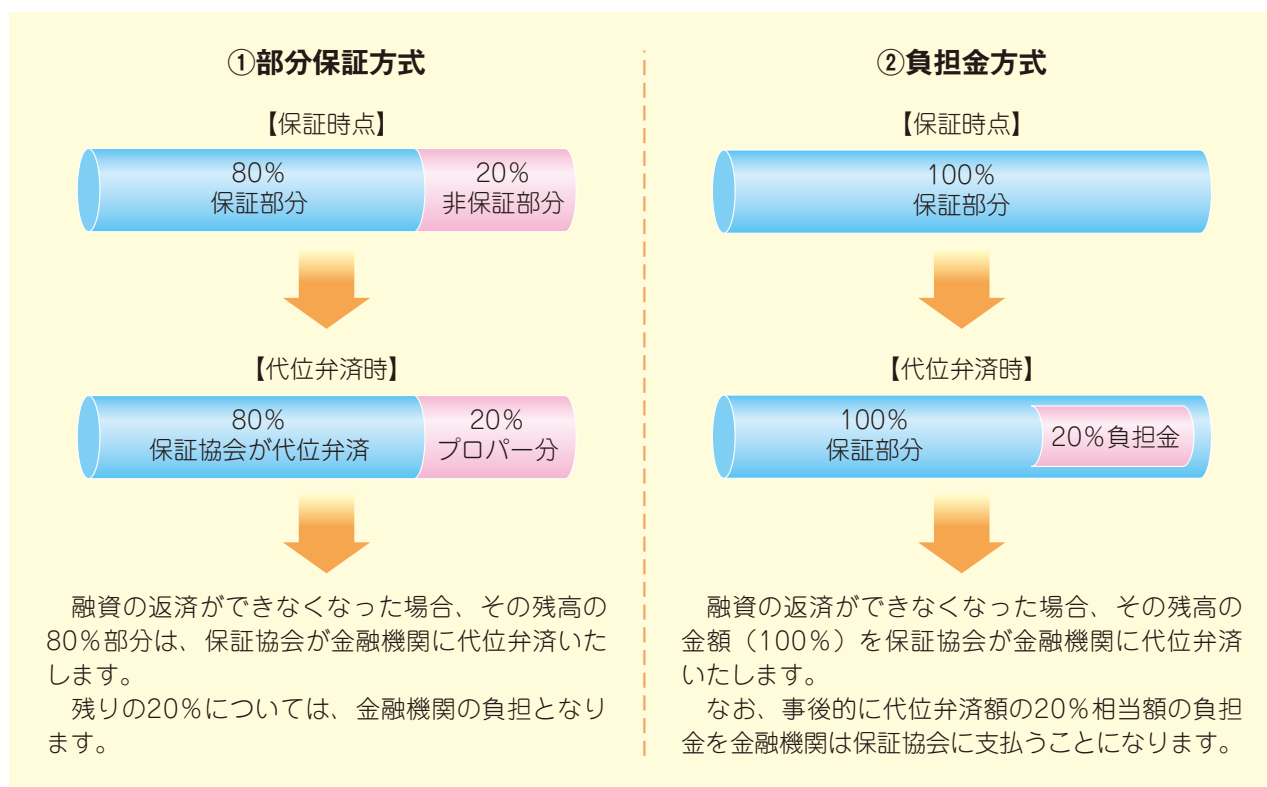 ①部分保証方式
【保証時点】
80%
保証部分
20%
非保証部分
【代位弁済時】
80%
保証協会が代位弁済
20%
プロパー分
融資の返済ができなくなった場合、その残高の
80%部分は、保証協会が金融機関に代位弁済いた
します。
残りの20%については、金融機関の負担となり
ます。
②負担金方式
【保証時点】
100%
保証部分
【代位弁済時】
100%
保証部分
20%負担金
融資の返済ができなくなった場合、その残高の
金額（100%）を保証協会が金融機関に代位弁済
いたします。
なお、事後的に代位弁済額の20%相当額の負担
金を金融機関は保証協会に支払うことになります。